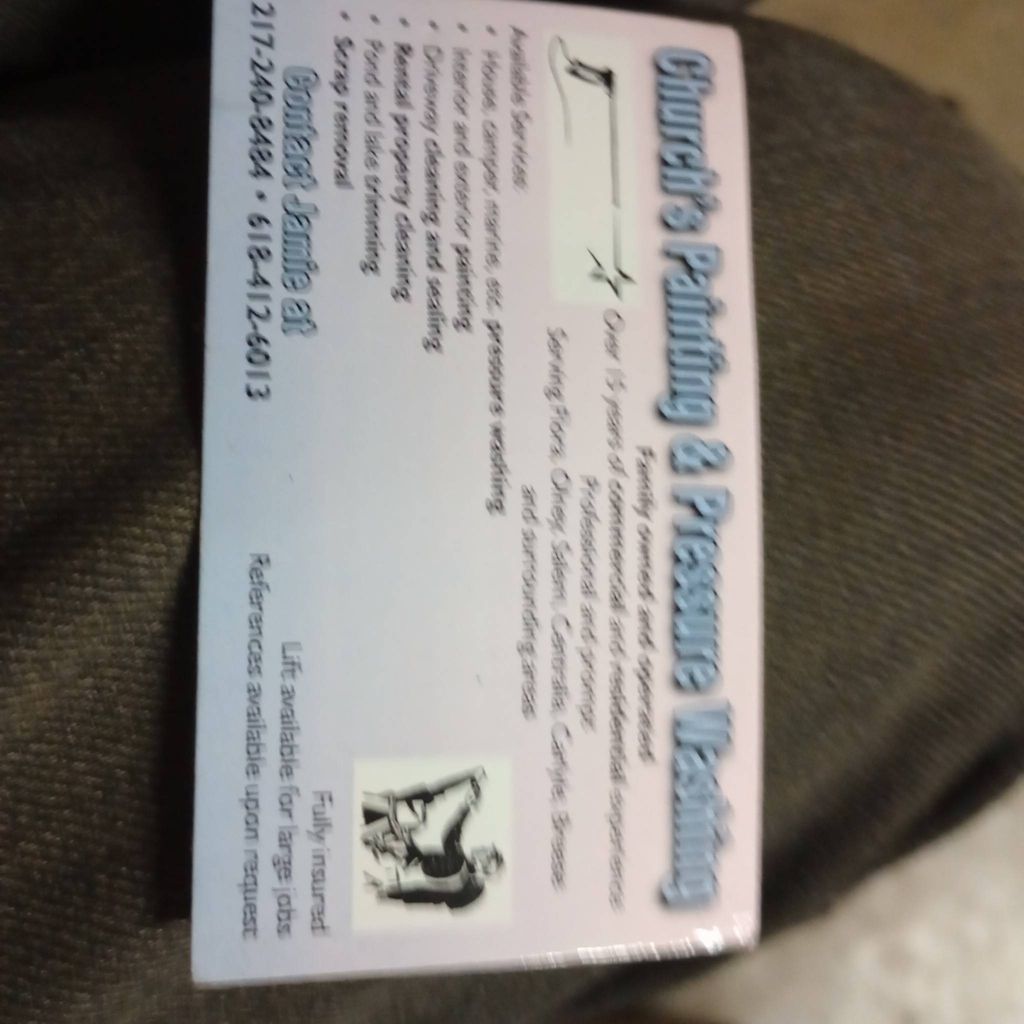 Church's Painting & Pressure Washing
Family owned and operated
Over 15 years of commercial and residential experience.
Professional and prompt
Serving Flora, Olney, Salem, Centralia, Carlyle, Breese
and surrounding areas
Available Services:
• House, camper, marine, etc. pressure washing
• Interior and exterior painting
• Driveway cleaning and sealing
• Rental property cleaning
• Pond and lake trimming
• Scrap removal
Contact Jamie at
217-240-8484 • 618-412-6013
Fully insured
Lift available for large jobs.
References available upon request.